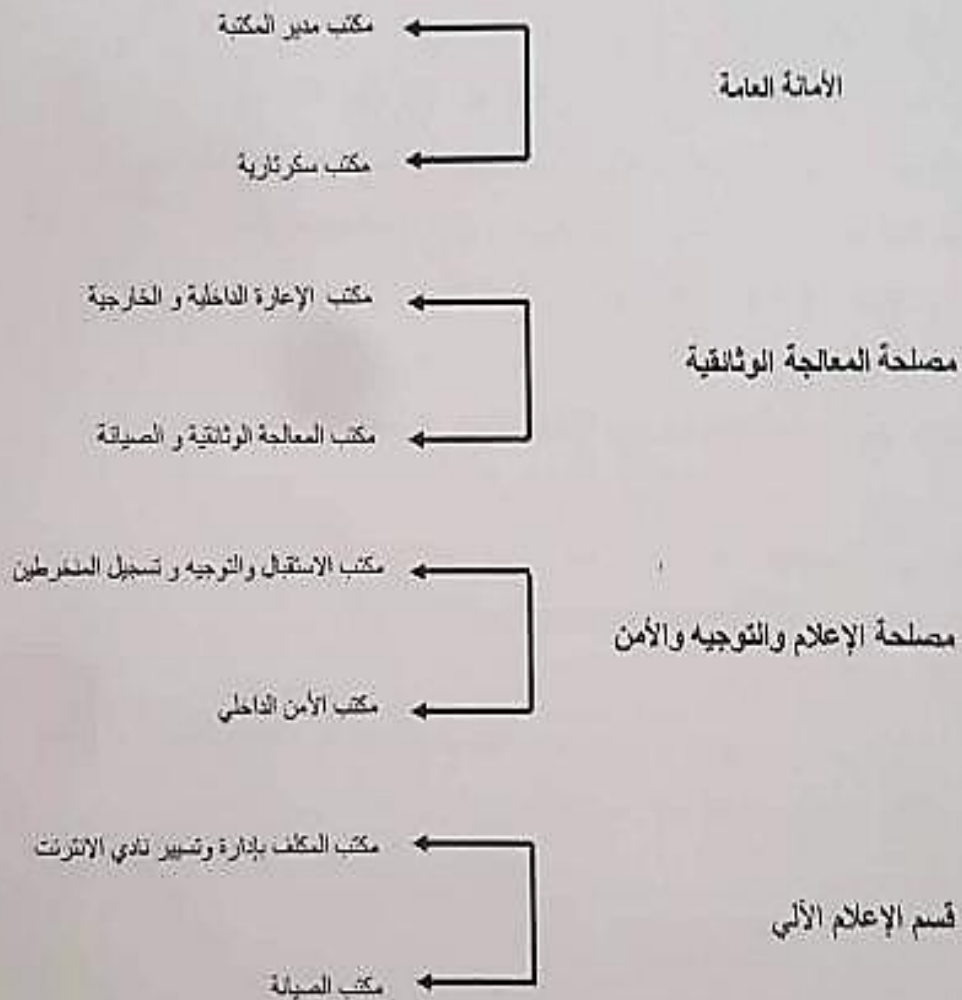 مكتب مدير المكتبة
الأمانة العامة
مكتب سكرتارية
مكتب الإعارة الداخلية و الخارجية
مصلحة المعالجة الوثائقية
مكتب المعالجة الوثائقية و الصيانة
مكتب الاستقبال والتوجيه و تسجيل المنخرطين
مصلحة الإعلام والتوجيه والأمن
مكتب الأمن الداخلي
مكتب المكلف بإدارة وتسيير نادي الانترنت
قسم الإعلام الآلي
مكتب الصيانة